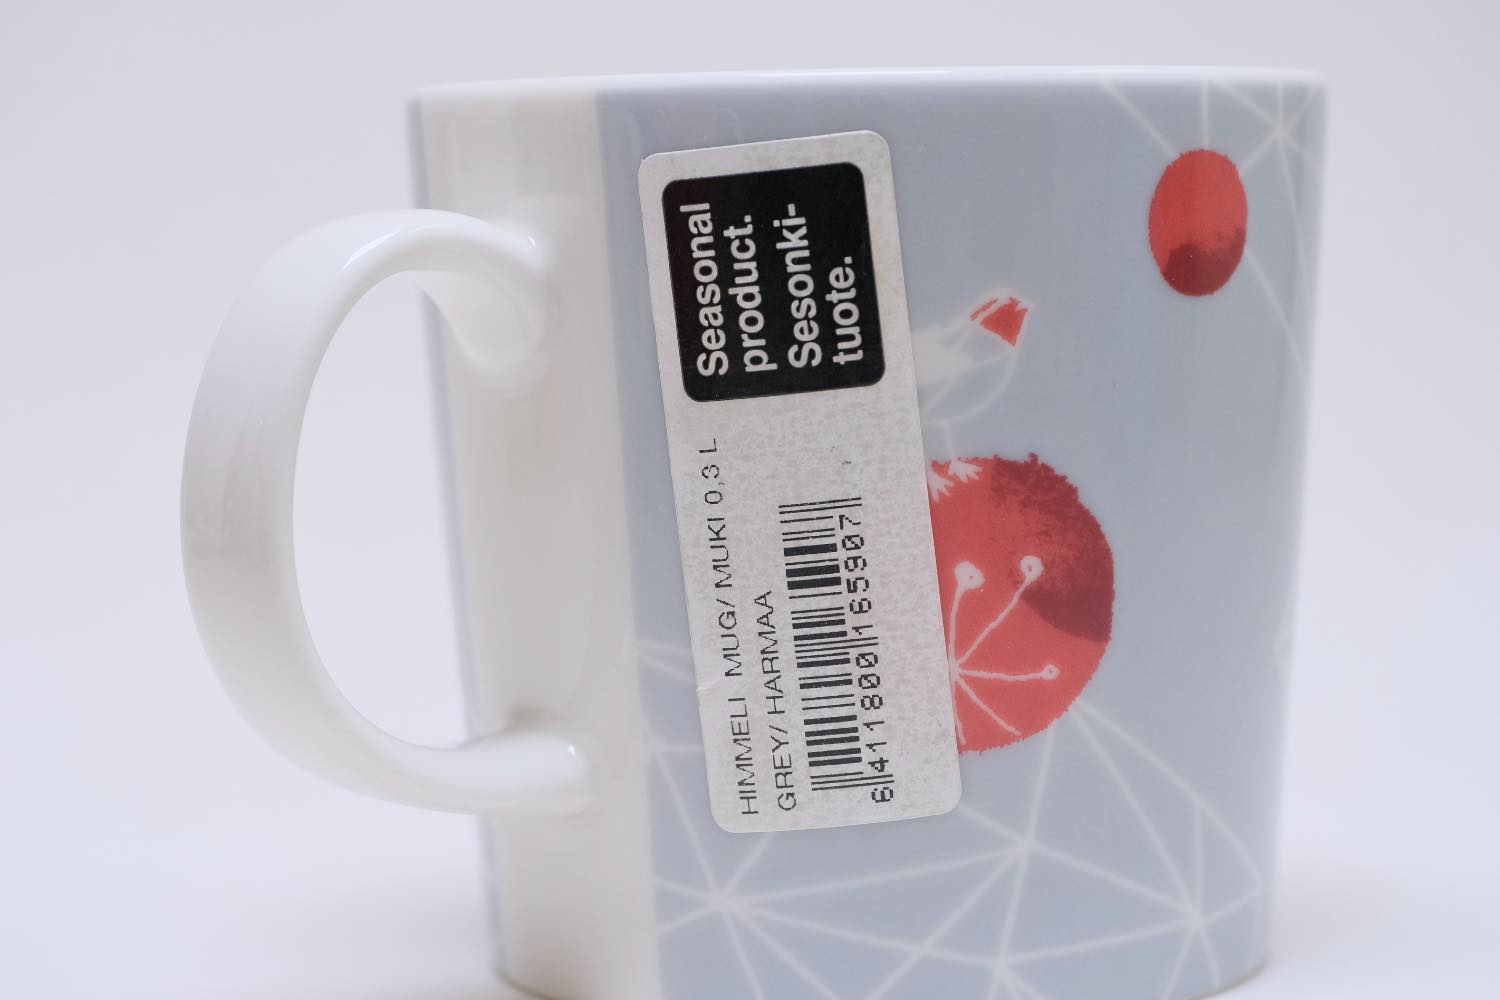 Seasonal
product.
Sesonki-
tuote.
HIMMELI MUG/ MUKI 0,3 L
GREY/ HARMAA
6 411800 165907